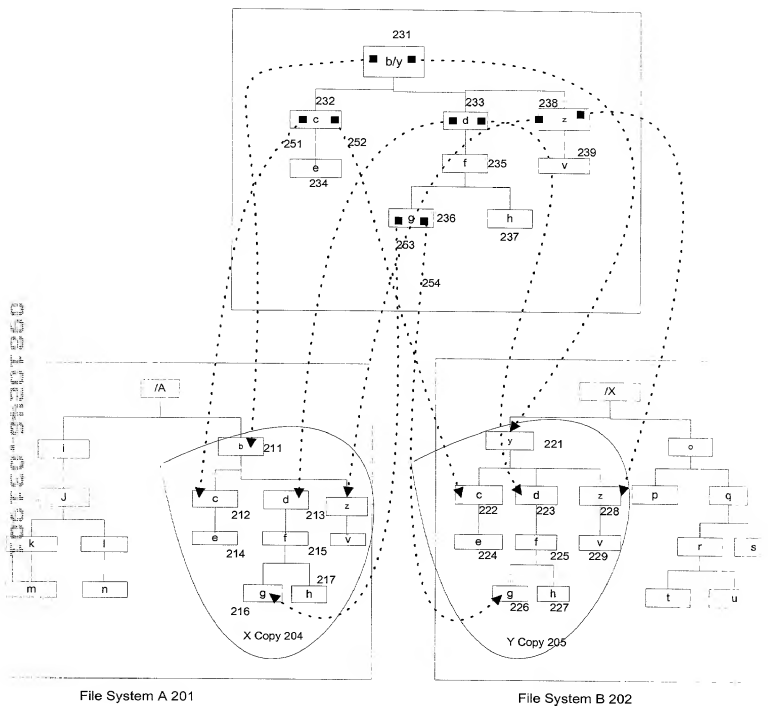 231
b/y
232
233
238
c
d
z
251
252
239
e
f
235
v
234
g
236
h
253
237
254
/A
/X
i
b
211
y
221
o
J
c
d
z
c
d
z
p
q
212
213
222
223
228
k
l
e
f
v
e
f
v
r
s
214
215
224
225
229
m
n
g
217
h
g
h
t
u
216
226
227
X Copy 204
Y Copy 205
File System A 201
File System B 202